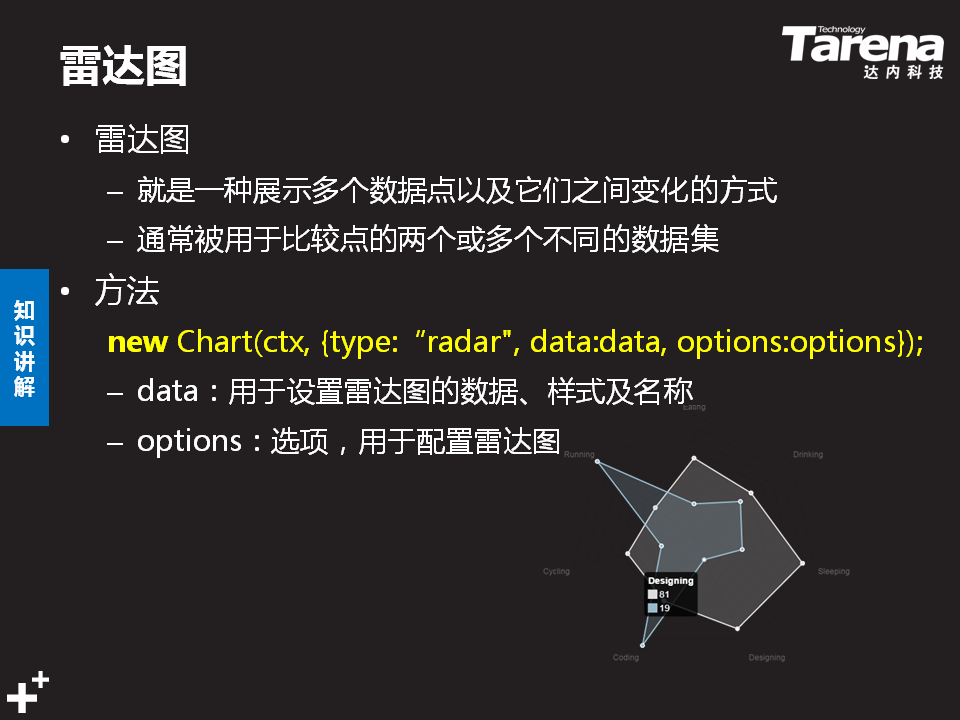 雷达图
Technology
Tarena
达内科技
• 雷达图
– 就是一种展示多个数据点以及它们之间变化的方式
– 通常被用于比较点的两个或多个不同的数据集
• 方法
new Chart(ctx, {type: “radar", data:data, options:options});
– data：用于设置雷达图的数据、样式及名称
– options：选项，用于配置雷达图
知识讲解
Eating
Running
Drinking
Cycling
Sleeping
Designing
81
19
Coding
Designing